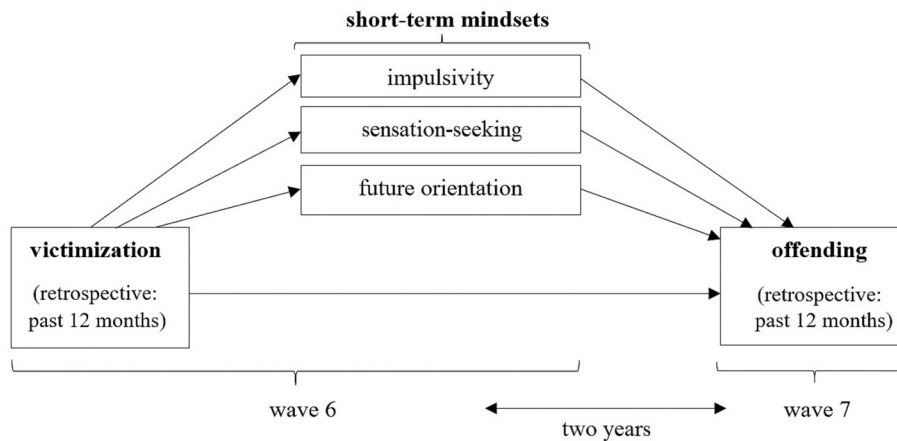 short-term mindsets
impulsivity
sensation-seeking
future orientation
victimization
(retrospective:
past 12 months)
offending
(retrospective:
past 12 months)
wave 6
wave 7
two years